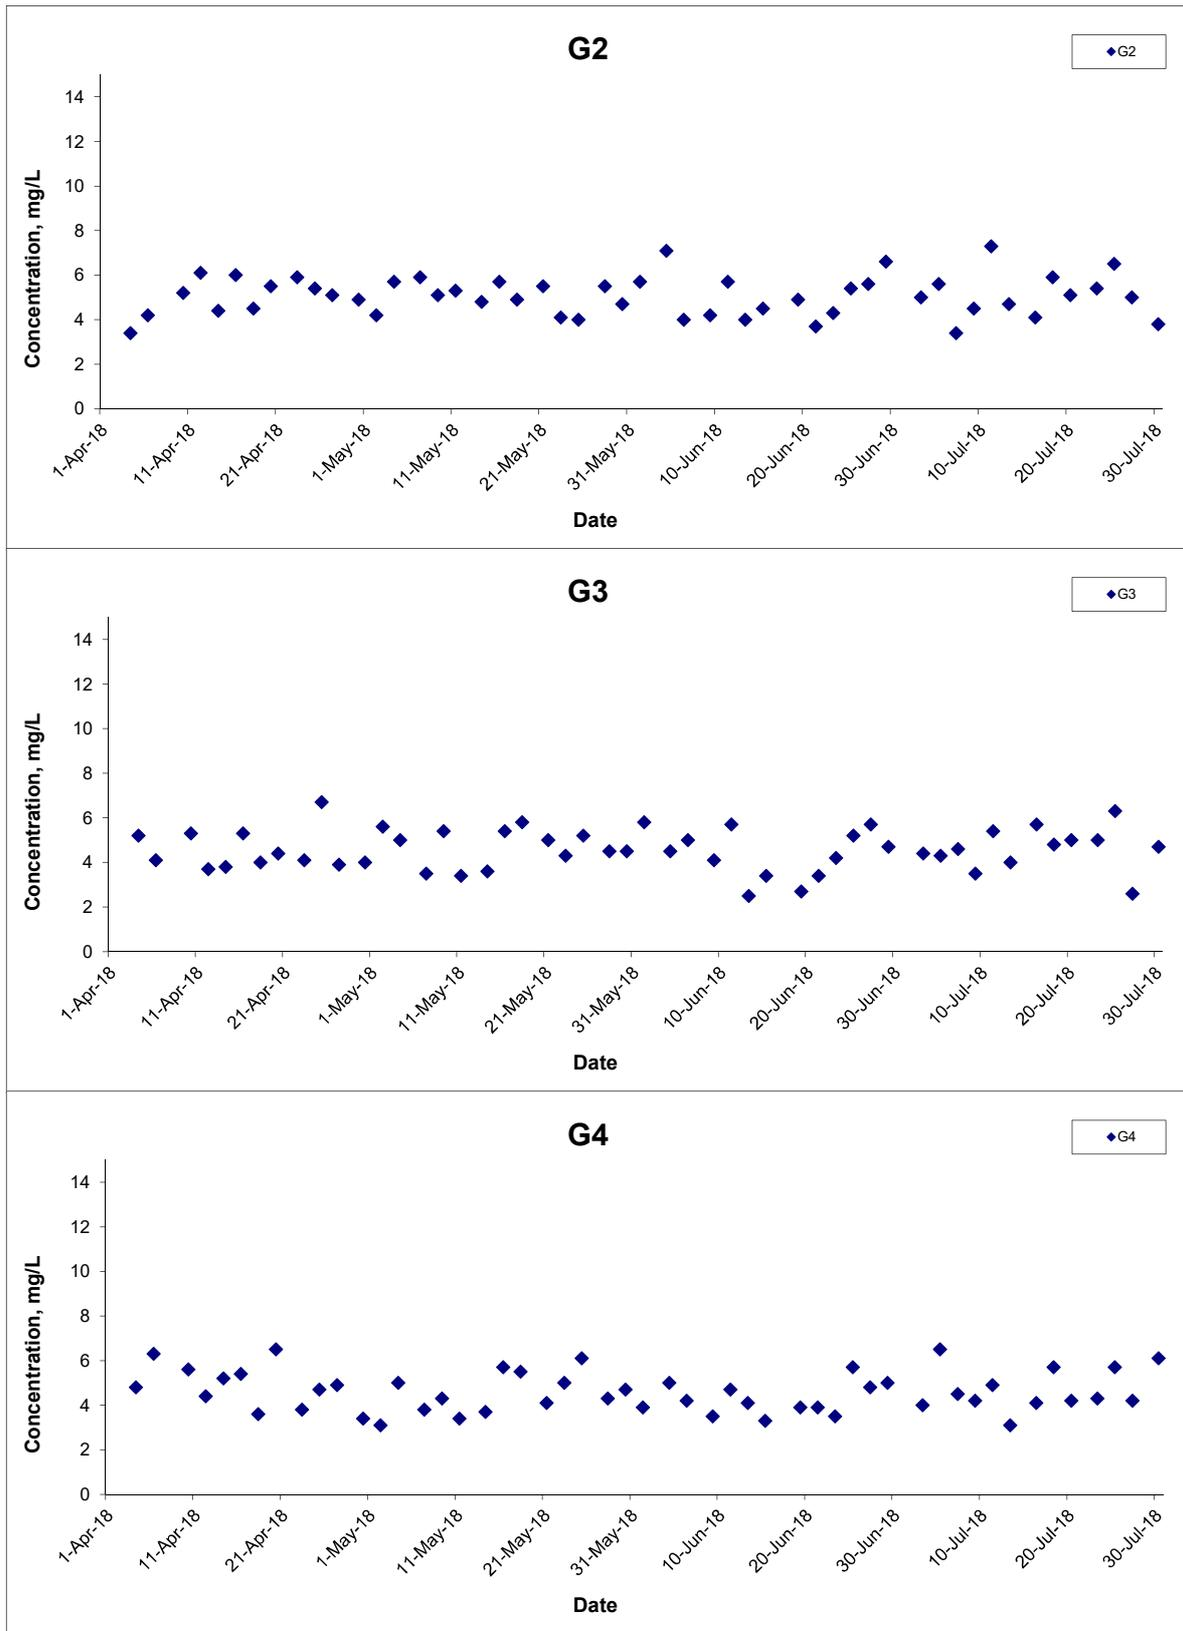 G2
G2
14
12
10
8
6
4
2
0
Concentration, mg/L
1-Apr-18
11-Apr-18
21-Apr-18
1-May-18
11-May-18
21-May-18
31-May-18
10-Jun-18
20-Jun-18
30-Jun-18
10-Jul-18
20-Jul-18
30-Jul-18
Date
G3
G3
14
12
10
8
6
4
2
0
Concentration, mg/L
1-Apr-18
11-Apr-18
21-Apr-18
1-May-18
11-May-18
21-May-18
31-May-18
10-Jun-18
20-Jun-18
30-Jun-18
10-Jul-18
20-Jul-18
30-Jul-18
Date
G4
G4
14
12
10
8
6
4
2
0
Concentration, mg/L
1-Apr-18
11-Apr-18
21-Apr-18
1-May-18
11-May-18
21-May-18
31-May-18
10-Jun-18
20-Jun-18
30-Jun-18
10-Jul-18
20-Jul-18
30-Jul-18
Date